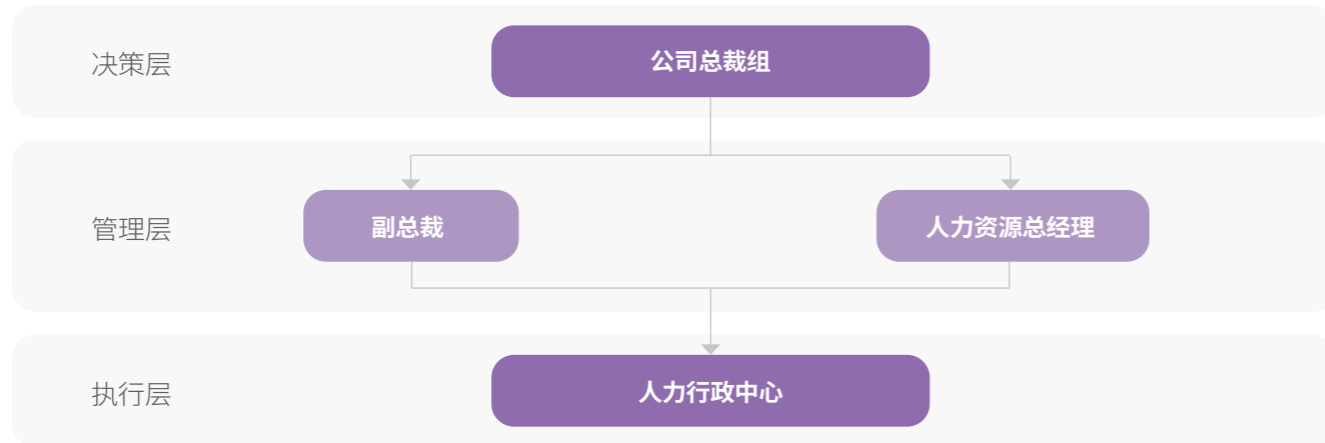 决策层
公司总裁组
管理层
副总裁
人力资源总经理
执行层
人力行政中心